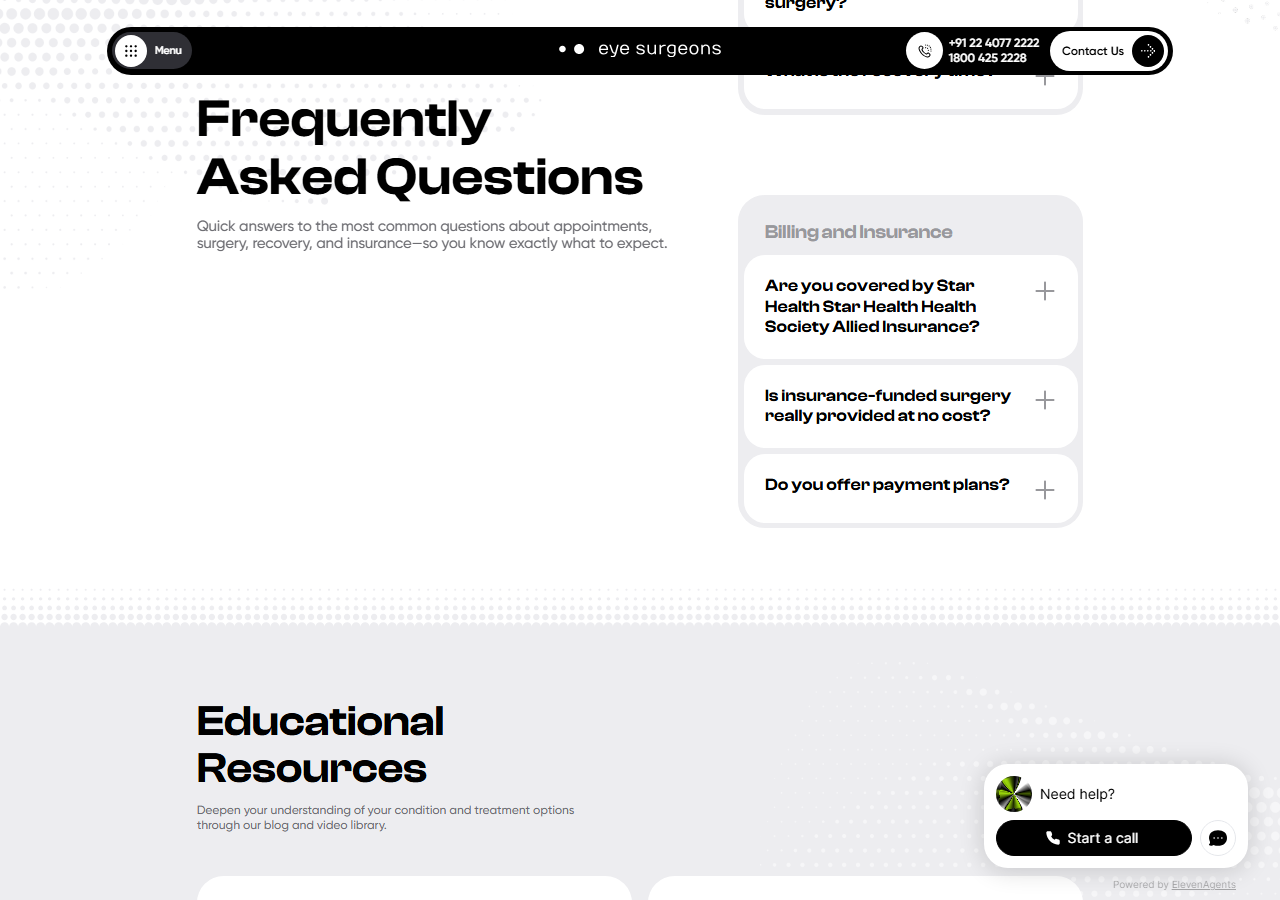 surgery?
Menu
eye surgeons
+91 22 4077 2222
1800 425 2228
Contact Us
Frequently
Asked Questions
Quick answers to the most common questions about appointments,
surgery, recovery, and insurance—so you know exactly what to expect.
Billing and Insurance
Are you covered by Star
Health Star Health Health
Society Allied Insurance?
Is insurance-funded surgery
really provided at no cost?
Do you offer payment plans?
Educational
Resources
Deepen your understanding of your condition and treatment options
through our blog and video library.
Need help?
Start a call
Powered by ElevenAgents